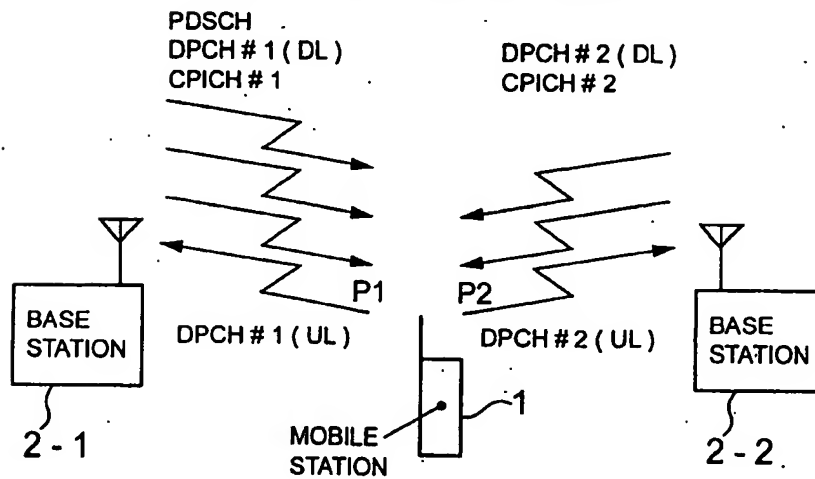 PDSCH
DPCH # 1 ( DL )
CPICH # 1
DPCH # 2 ( DL )
CPICH # 2
P1
P2
BASE
STATION
DPCH # 1 ( UL )
DPCH # 2 ( UL )
BASE
STATION
2 - 1
MOBILE
STATION
1
2 - 2